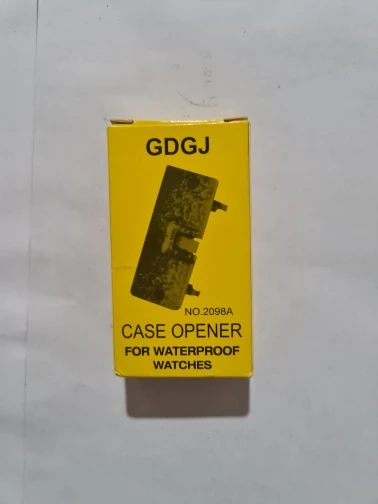 GDGJ
NO.2098A
CASE OPENER
FOR WATERPROOF
WATCHES